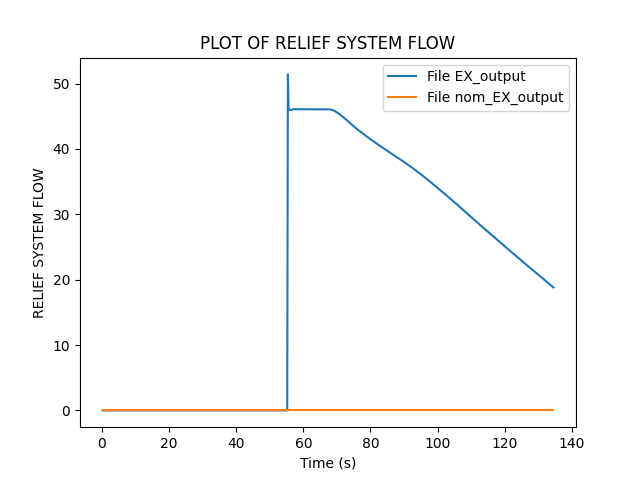 PLOT OF RELIEF SYSTEM FLOW
File EX_output
File nom_EX_output
RELIEF SYSTEM FLOW
50
40
30
20
10
0
0 20 40 60 80 100 120 140
Time (s)